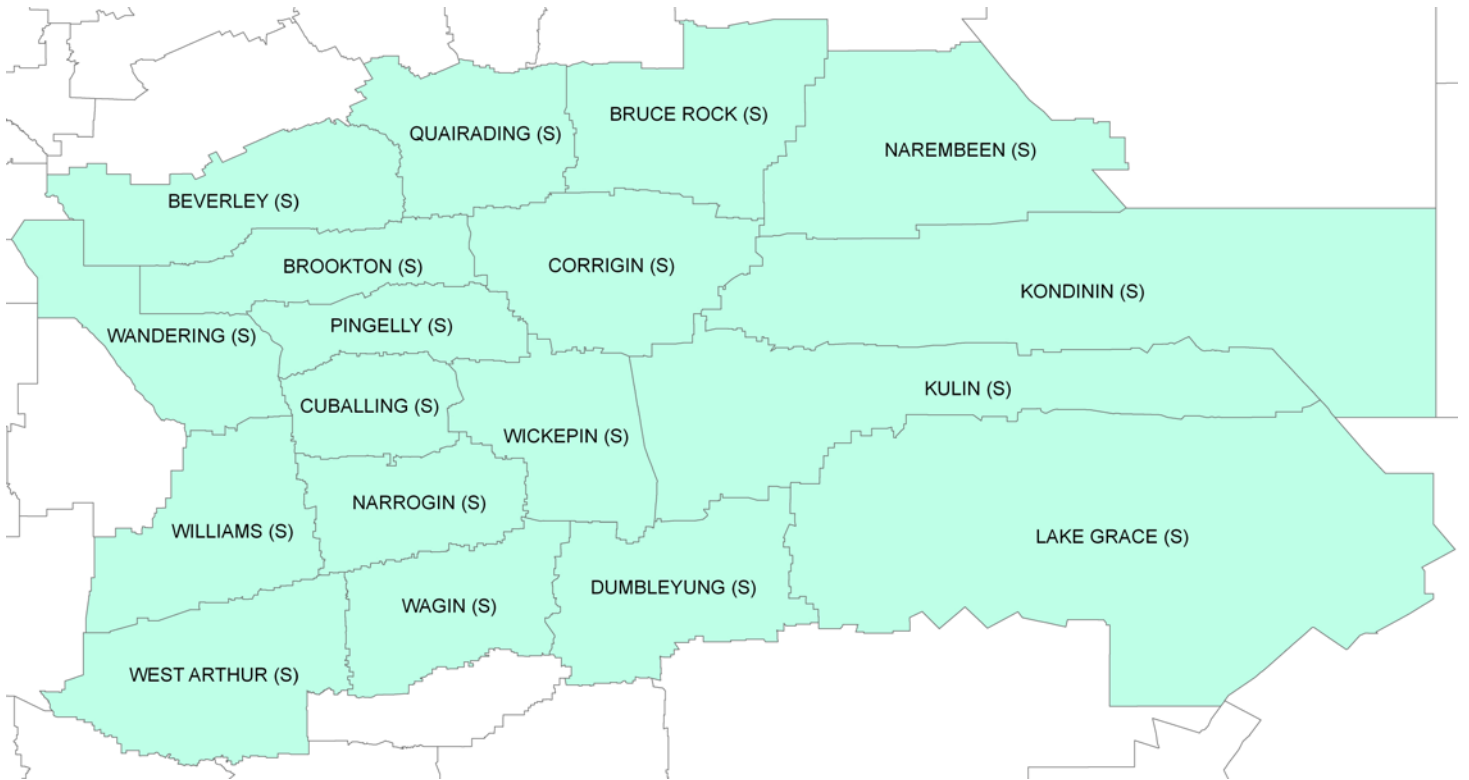 BRUCE ROCK (S)
QUAIRADING (S)
NAREMBEEN (S)
BEVERLEY (S)
BROOKTON (S)
CORRIGIN (S)
KONDININ (S)
PINGELLY (S)
WANDERING (S)
KULIN (S)
CUBALLING (S)
WICKEPIN (S)
NARROGIN (S)
WILLIAMS (S)
LAKE GRACE (S)
DUMBLEYUNG (S)
WAGIN (S)
WEST ARTHUR (S)